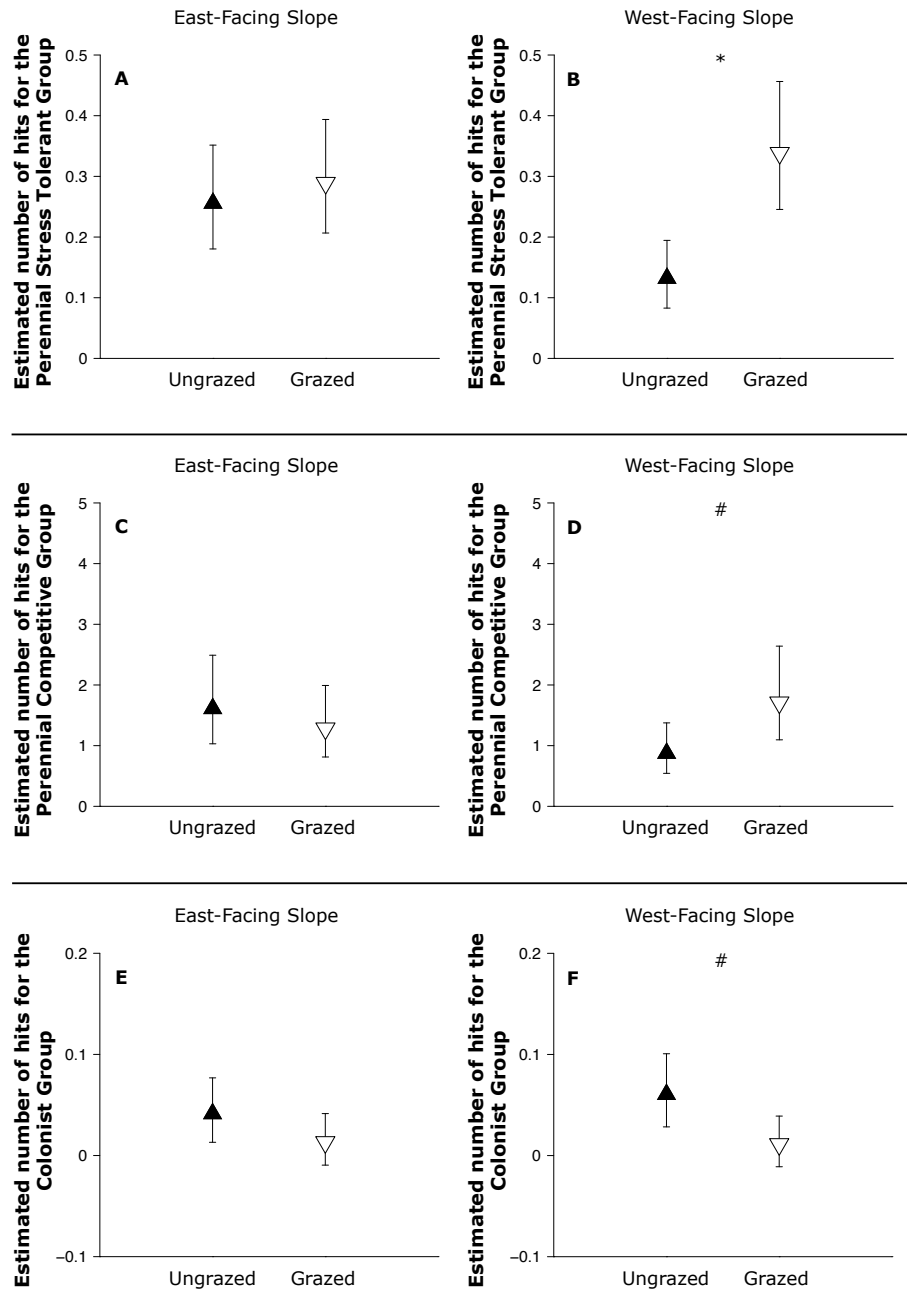 East-Facing Slope
Estimated number of hits for the
Perennial Stress Tolerant Group
A
0.5
0.4
0.3
0.2
0.1
0
Ungrazed Grazed
West-Facing Slope
Estimated number of hits for the
Perennial Stress Tolerant Group
B
*
0.5
0.4
0.3
0.2
0.1
0
Ungrazed Grazed
East-Facing Slope
Estimated number of hits for the
Perennial Competitive Group
C
5
4
3
2
1
0
Ungrazed Grazed
West-Facing Slope
Estimated number of hits for the
Perennial Competitive Group
D
#
5
4
3
2
1
0
Ungrazed Grazed
East-Facing Slope
Estimated number of hits for the
Colonist Group
E
0.2
0.1
0
−0.1
Ungrazed Grazed
West-Facing Slope
Estimated number of hits for the
Colonist Group
F
#
0.2
0.1
0
−0.1
Ungrazed Grazed